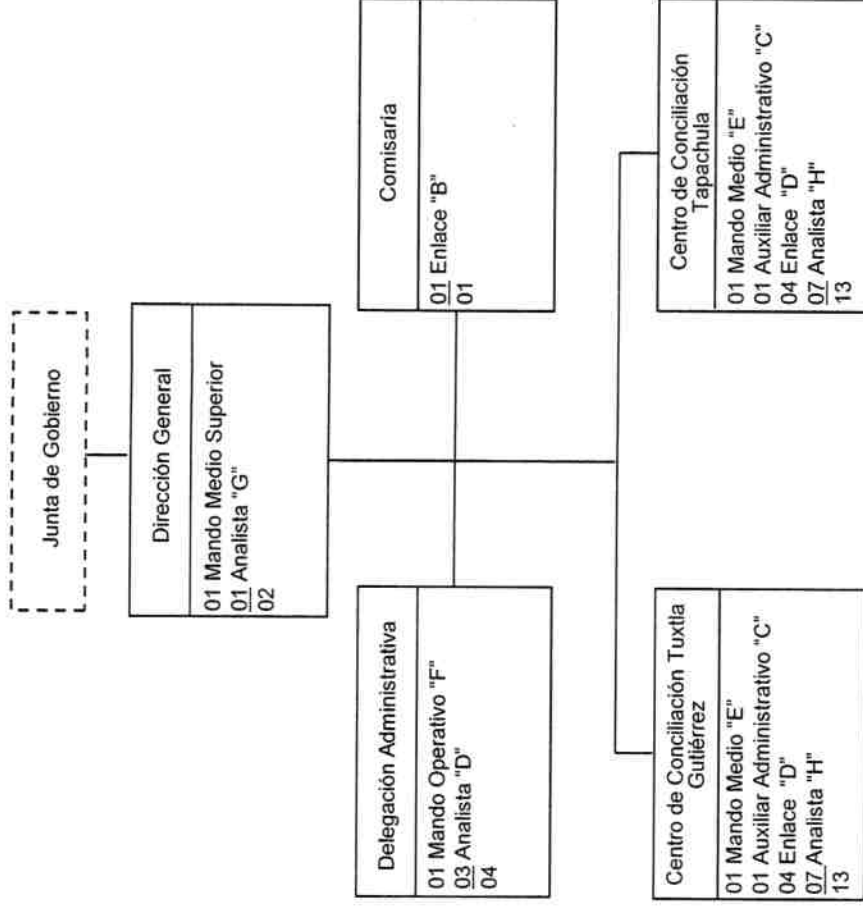 Junta de Gobierno
Dirección General
01 Mando Medio Superior
01 Analista "G"
02
Delegación Administrativa
01 Mando Operativo "F"
03 Analista "D"
04
Comisaria
01 Enlace "B"
01
Centro de Conciliación Tuxtla
Gutiérrez
01 Mando Medio "E"
01 Auxiliar Administrativo "C"
04 Enlace "D"
07 Analista "H"
13
Centro de Conciliación
Tapachula
01 Mando Medio "E"
01 Auxiliar Administrativo "C"
04 Enlace "D"
07 Analista "H"
13